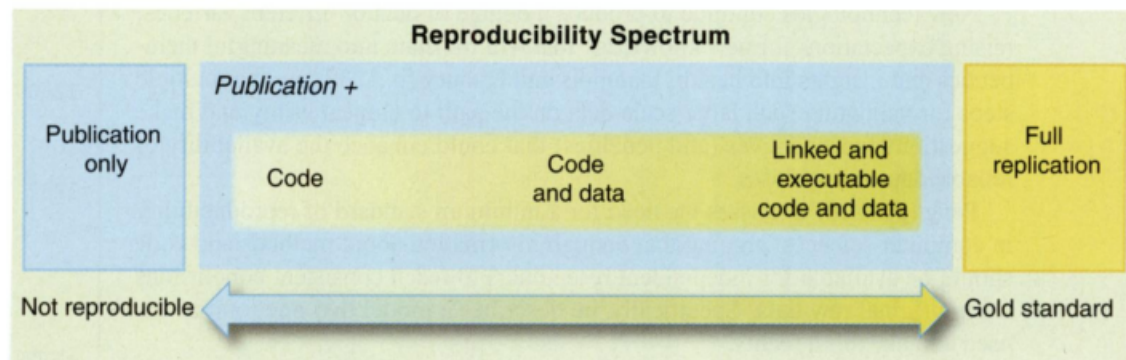 Reproducibility Spectrum
Publication +
Publication
only
Code
Code
and data
Linked and
executable
code and data
Full
replication
Not reproducible
Gold standard